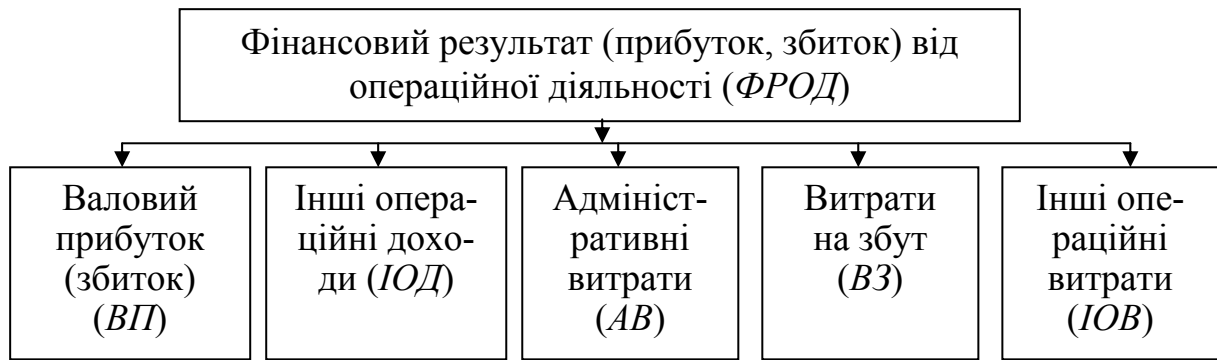 Фінансовий результат (прибуток, збиток) від
операційної діяльності (ФРОД)
Валовий
прибуток
(збиток)
(ВП)
Інші опера-
ційні дохо-
ди (ІОД)
Адмініст-
ративні
витрати
(АВ)
Витрати
на збут
(ВЗ)
Інші опе-
раційні
витрати
(ІОВ)